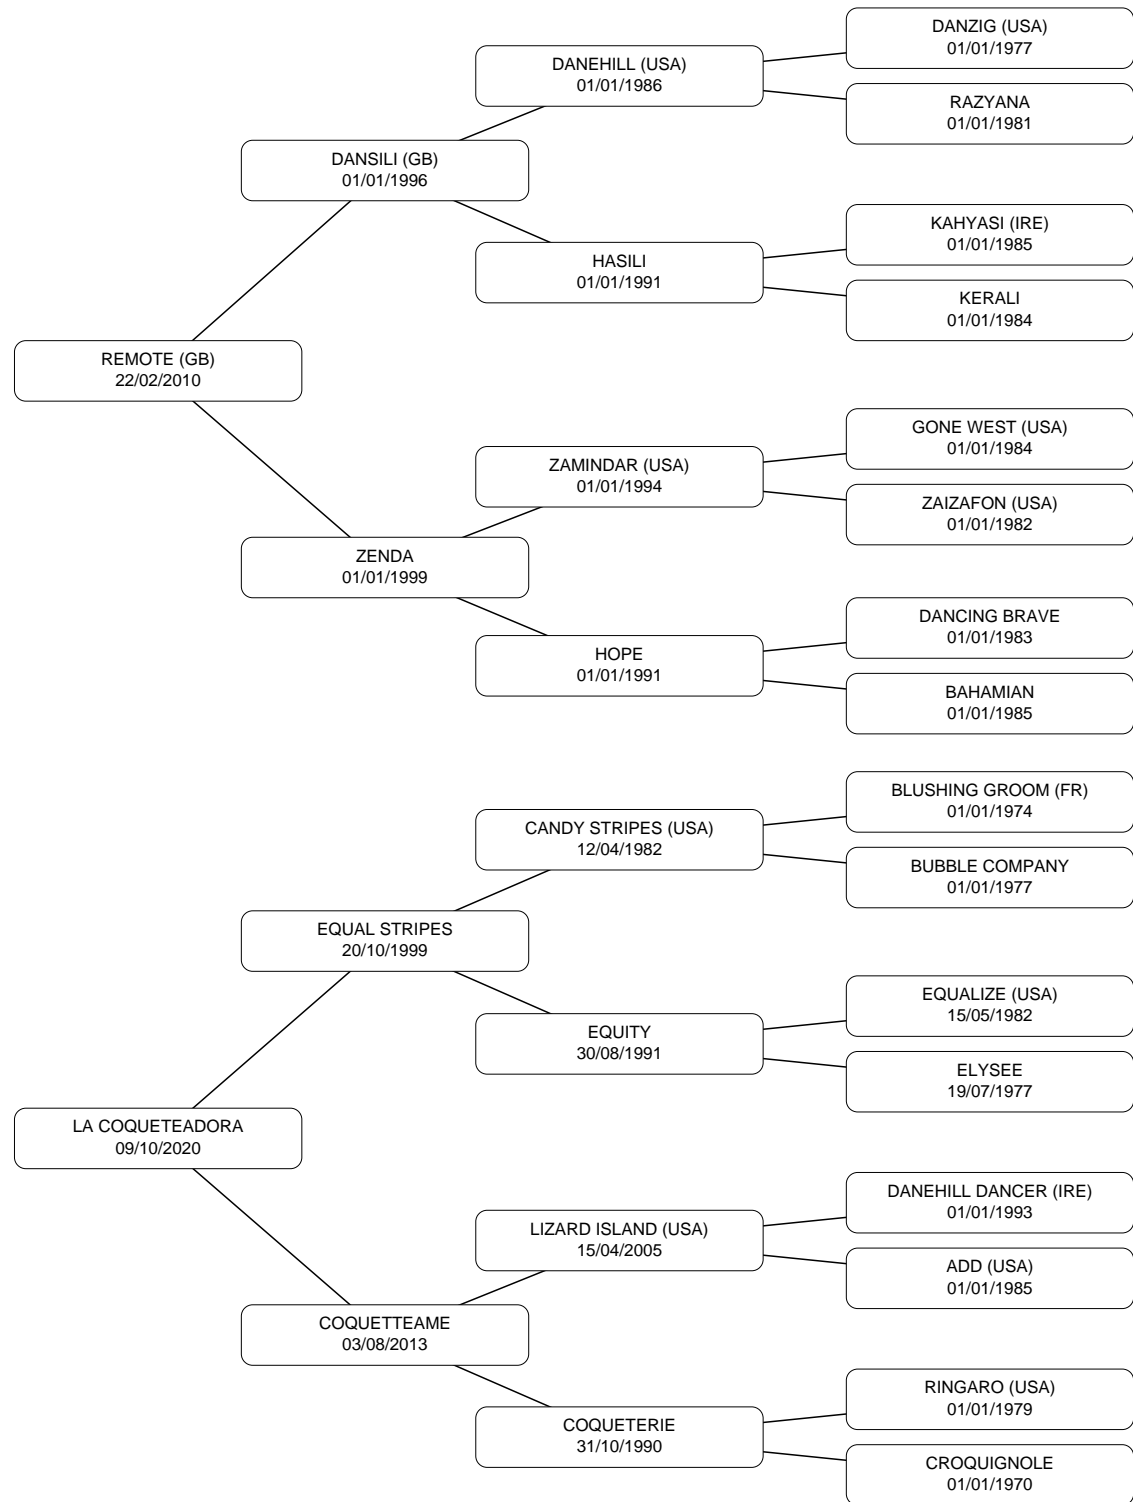 DANZIG (USA)
01/01/1977
DANEHILL (USA)
01/01/1986
RAZYANA
01/01/1981
DANSILI (GB)
01/01/1996
KAHYASI (IRE)
01/01/1985
HASILI
01/01/1991
KERALI
01/01/1984
REMOTE (GB)
22/02/2010
GONE WEST (USA)
01/01/1984
ZAMINDAR (USA)
01/01/1994
ZAIZAFON (USA)
01/01/1982
ZENDA
01/01/1999
DANCING BRAVE
01/01/1983
HOPE
01/01/1991
BAHAMIAN
01/01/1985
BLUSHING GROOM (FR)
01/01/1974
CANDY STRIPES (USA)
12/04/1982
BUBBLE COMPANY
01/01/1977
EQUAL STRIPES
20/10/1999
EQUALIZE (USA)
15/05/1982
EQUITY
30/08/1991
ELYSEE
19/07/1977
LA COQUETEADORA
09/10/2020
DANEHILL DANCER (IRE)
01/01/1993
LIZARD ISLAND (USA)
15/04/2005
ADD (USA)
01/01/1985
COQUETTEAME
03/08/2013
RINGARO (USA)
01/01/1979
COQUETERIE
31/10/1990
CROQUIGNOLE
01/01/1970